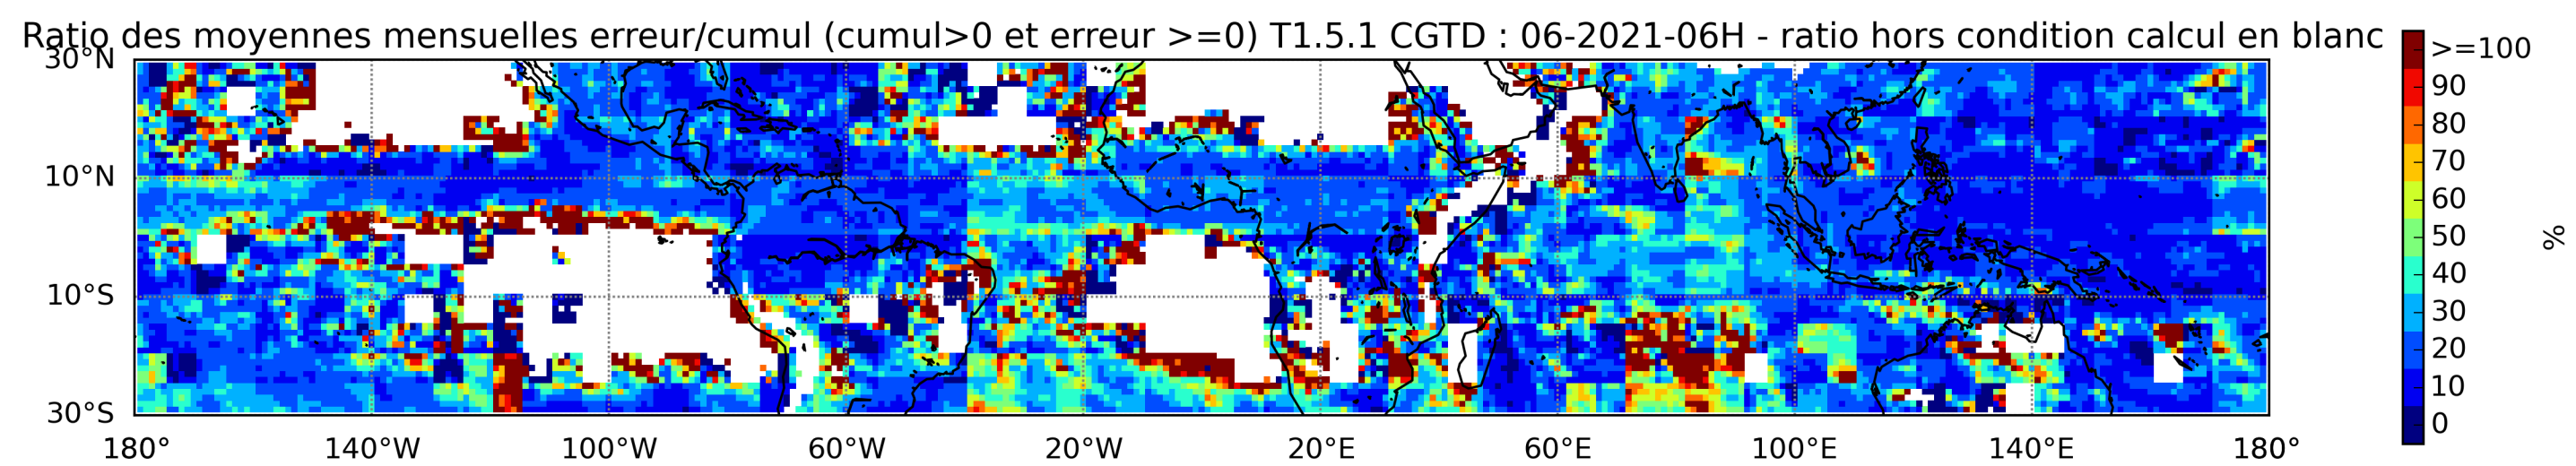 Ratio des moyennes mensuelles erreur/cumul (cumul>0 et erreur >=0) T1.5.1 CGTD : 06-2021-06H - ratio hors condition calcul en blanc
30°N
10°N
10°S
30°S
180°
140°W
100°W
60°W
20°W
20°E
60°E
100°E
140°E
180°
>=100
90
80
70
60
50
40
30
20
10
0
%